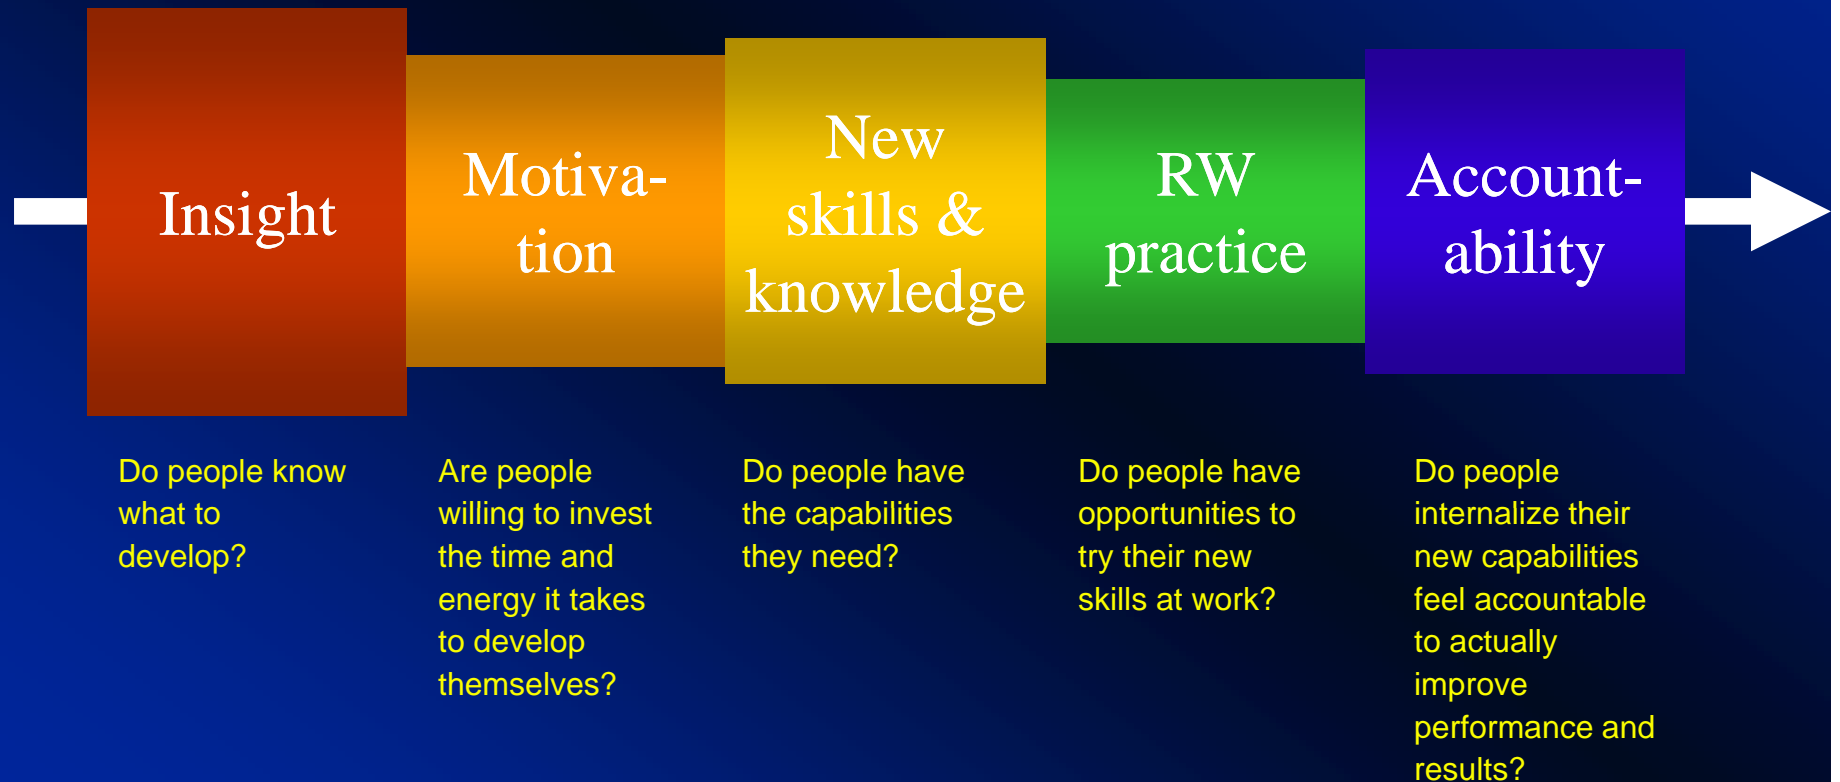 Insight
Motiva-
tion
New
skills &
knowledge
RW
practice
Account-
ability
Do people know
what to
develop?
Are people
willing to invest
the time and
energy it takes
to develop
themselves?
Do people have
the capabilities
they need?
Do people have
opportunities to
try their new
skills at work?
Do people
internalize their
new capabilities
feel accountable
to actually
improve
performance and
results?